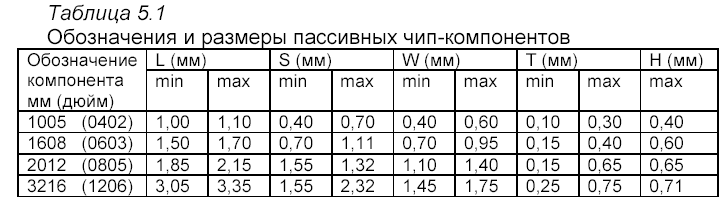 Таблица 5.1
Обозначения и размеры пассивных чип-компонентов
Обозначение компонента мм (дюйм) L (мм) S (мм) W (мм) T (мм) H (мм)
min max min max min max min max max
1005 (0402) 1,00 1,10 0,40 0,70 0,40 0,60 0,10 0,30 0,40
1608 (0603) 1,50 1,70 0,70 1,11 0,70 0,95 0,15 0,40 0,60
2012 (0805) 1,85 2,15 1,55 1,32 1,10 1,40 0,15 0,65 0,65
3216 (1206) 3,05 3,35 1,55 2,32 1,45 1,75 0,25 0,75 0,71